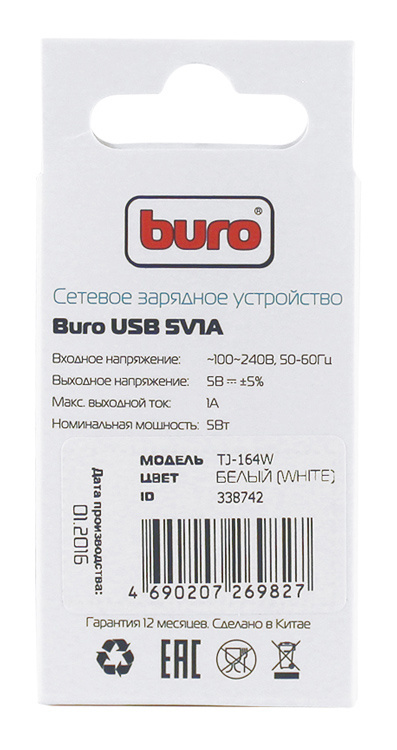 buro®
Сетевое зарядное устройство
Buro USB 5V1A
Входное напряжение: ~100~240В, 50-60Гц
Выходное напряжение: 5В ⎓ ±5%
Макс. выходной ток: 1А
Номинальная мощность: 5Вт
МОДЕЛЬ TJ-164W
ЦВЕТ БЕЛЫЙ (WHITE)
ID 338742
Дата производства:
01.2016
4 690207 269827
Гарантия 12 месяцев. Сделано в Китае
EAC